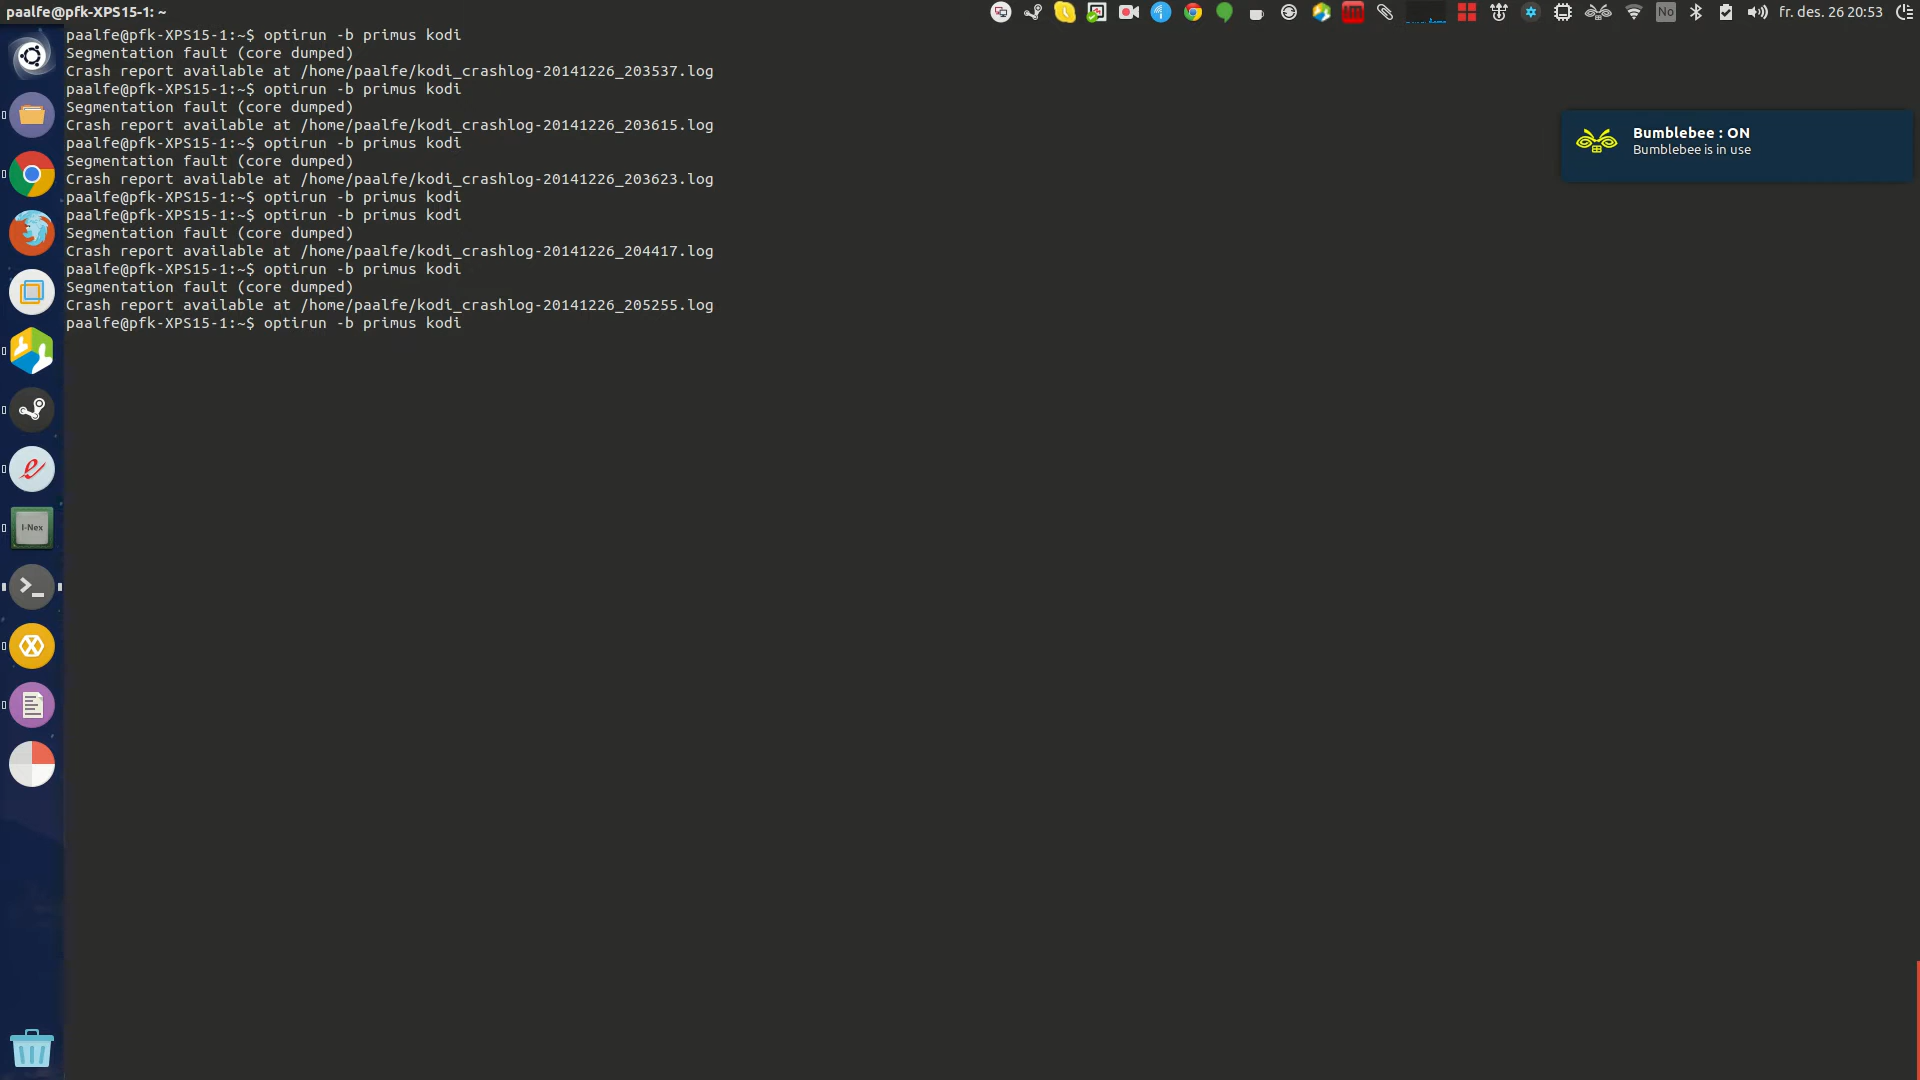 paalfe@pfk-XPS15-1: ~
No
fr. des. 26 20:53
paalfe@pfk-XPS15-1:~$ optirun -b primus kodi
Segmentation fault (core dumped)
Crash report available at /home/paalfe/kodi_crashlog-20141226_203537.log
paalfe@pfk-XPS15-1:~$ optirun -b primus kodi
Segmentation fault (core dumped)
Crash report available at /home/paalfe/kodi_crashlog-20141226_203615.log
paalfe@pfk-XPS15-1:~$ optirun -b primus kodi
Segmentation fault (core dumped)
Crash report available at /home/paalfe/kodi_crashlog-20141226_203623.log
paalfe@pfk-XPS15-1:~$ optirun -b primus kodi
paalfe@pfk-XPS15-1:~$ optirun -b primus kodi
Segmentation fault (core dumped)
Crash report available at /home/paalfe/kodi_crashlog-20141226_204417.log
paalfe@pfk-XPS15-1:~$ optirun -b primus kodi
Segmentation fault (core dumped)
Crash report available at /home/paalfe/kodi_crashlog-20141226_205255.log
paalfe@pfk-XPS15-1:~$ optirun -b primus kodi
Bumblebee : ON
Bumblebee is in use
I-Nex